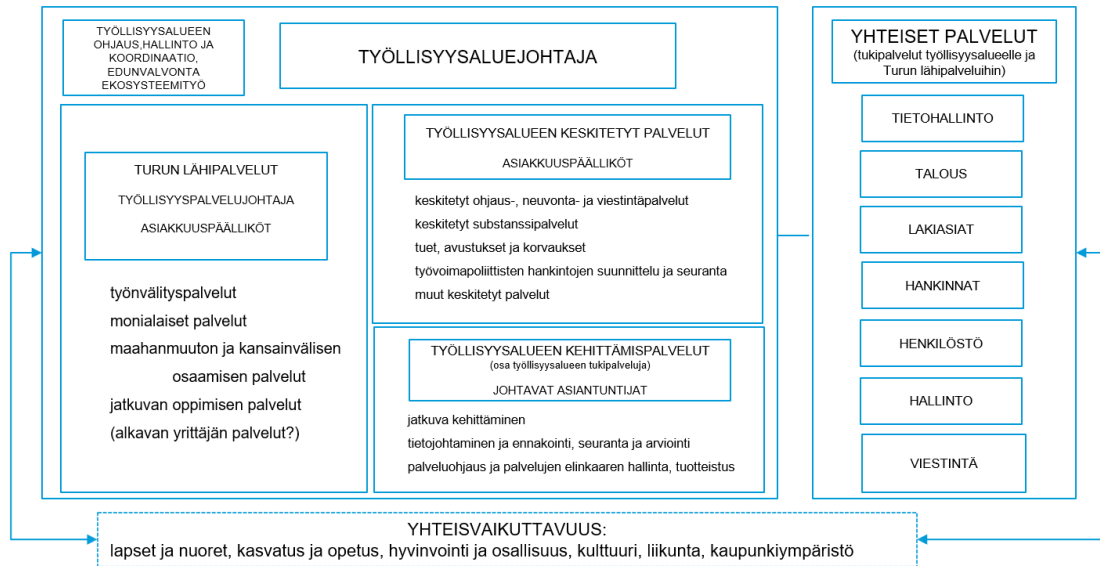 TYÖLLISYYSALUEEN
OHJAUS,HALLINTO JA
KOORDINAATIO,
EDUNVALVONTA
EKOSYSTEEMITYÖ
TYÖLLISYYSALUEJOHTAJA
TURUN LÄHIPALVELUT
TYÖLLISYYSPALVELUJOHTAJA
ASIAKKUUSPÄÄLLIKÖT
työnvälityspalvelut
monialaiset palvelut
maahanmuuton ja kansainvälisen
osaamisen palvelut
jatkuvan oppimisen palvelut
(alkavan yrittäjän palvelut?)
TYÖLLISYYSALUEEN KESKITETYT PALVELUT
ASIAKKUUSPÄÄLLIKÖT
keskitetyt ohjaus-, neuvonta- ja viestintäpalvelut
keskitetyt substanssipalvelut
tuet, avustukset ja korvaukset
työvoimapoliittisten hankintojen suunnittelu ja seuranta
muut keskitetyt palvelut
TYÖLLISYYSALUEEN KEHITTÄMISPALVELUT
(osa työllisyysalueen tukipalveluja)
JOHTAVAT ASIANTUNTIJAT
jatkuva kehittäminen
tietojohtaminen ja ennakointi, seuranta ja arviointi
palveluohjaus ja palvelujen elinkaaren hallinta, tuotteistus
YHTEISET PALVELUT
(tukipalvelut työllisyysalueelle ja
Turun lähipalveluihin)
TIETOHALLINTO
TALOUS
LAKIASIAT
HANKINNAT
HENKILÖSTÖ
HALLINTO
VIESTINTÄ
YHTEISVAIKUTTAVUUS:
lapset ja nuoret, kasvatus ja opetus, hyvinvointi ja osallisuus, kulttuuri, liikunta, kaupunkiympäristö